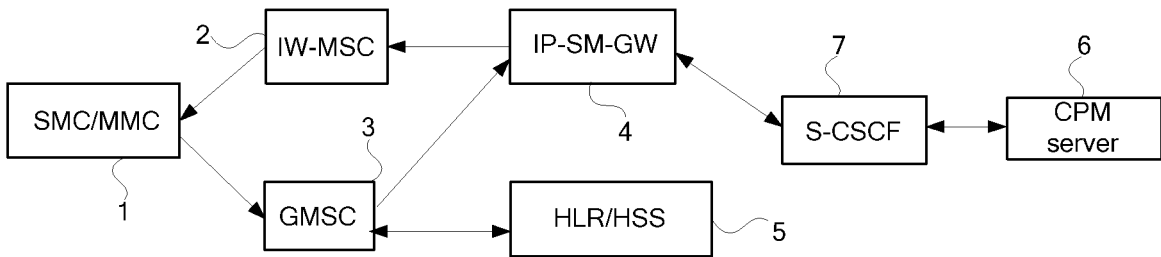 2
IW-MSC
IP-SM-GW
7
6
SMC/MMC
3
4
S-CSCF
CPM
server
1
GMSC
HLR/HSS
5